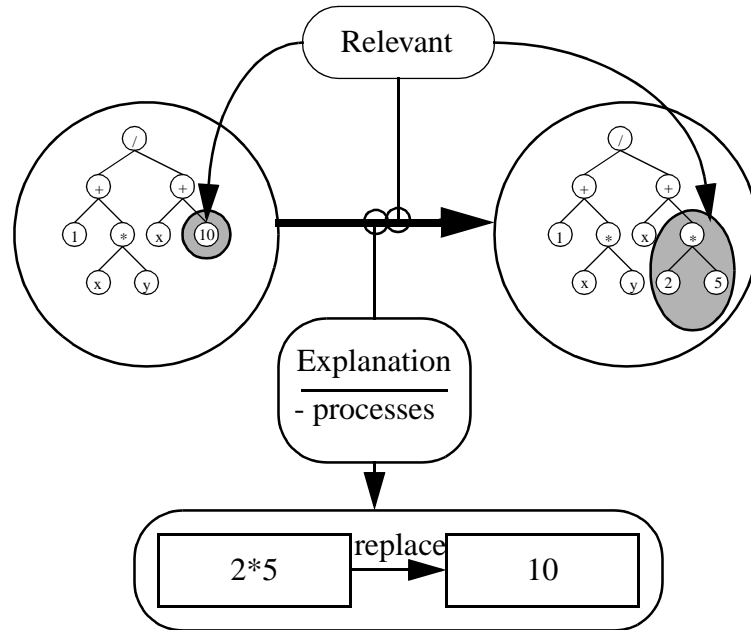 Relevant
/
+ +
1 * x 10
x y
/
+ +
1 * x *
x y 2 5
Explanation
- processes
2*5 replace 10